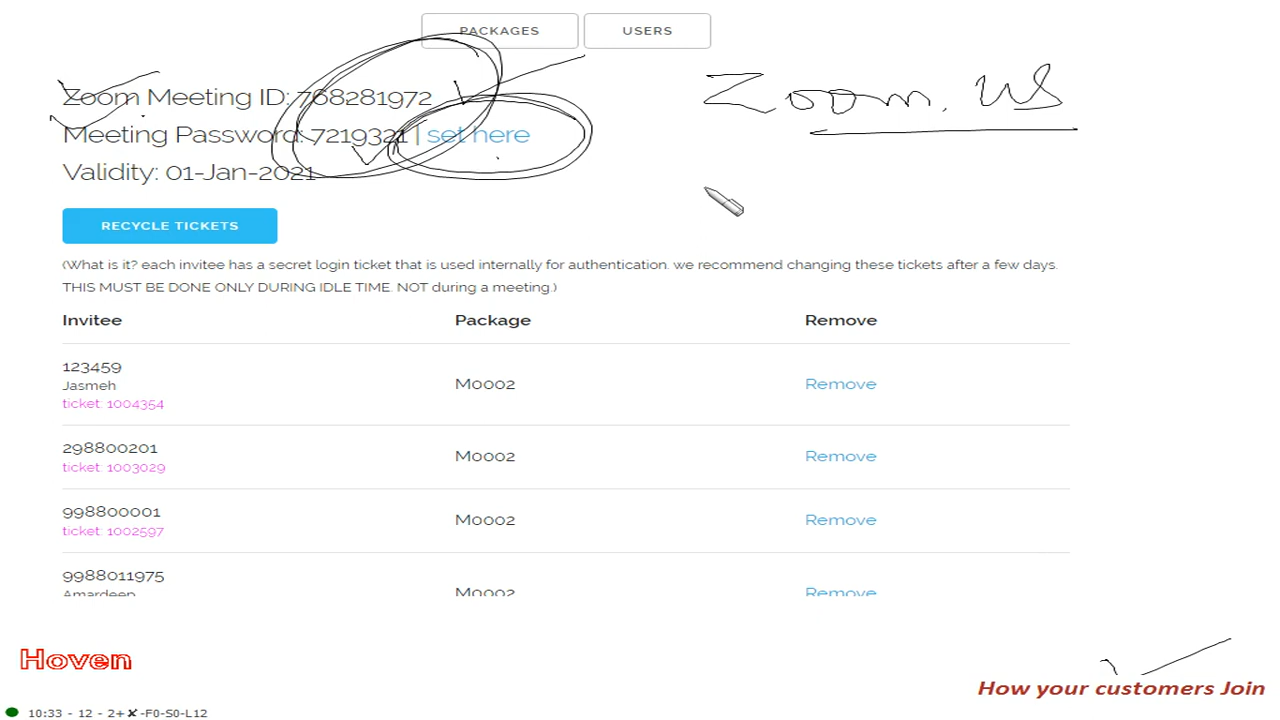 PACKAGES USERS
Zoom Meeting ID: 768281972
Zoom.us
Meeting Password: 7219321 | set here
Validity: 01-Jan-2021
RECYCLE TICKETS
(What is it? each invitee has a secret login ticket that is used internally for authentication. we recommend changing these tickets after a few days.
THIS MUST BE DONE ONLY DURING IDLE TIME. NOT during a meeting.)
Invitee Package Remove
123459
Jasmeh
ticket: 1004354
M0002 Remove
298800201
ticket: 1003029
M0002 Remove
998800001
ticket: 1002597
M0002 Remove
9988011975
Amardeep
M0002 Remove
Hoven
How your customers Join
10:33 - 12 - 2+✗ -F0-S0-L12